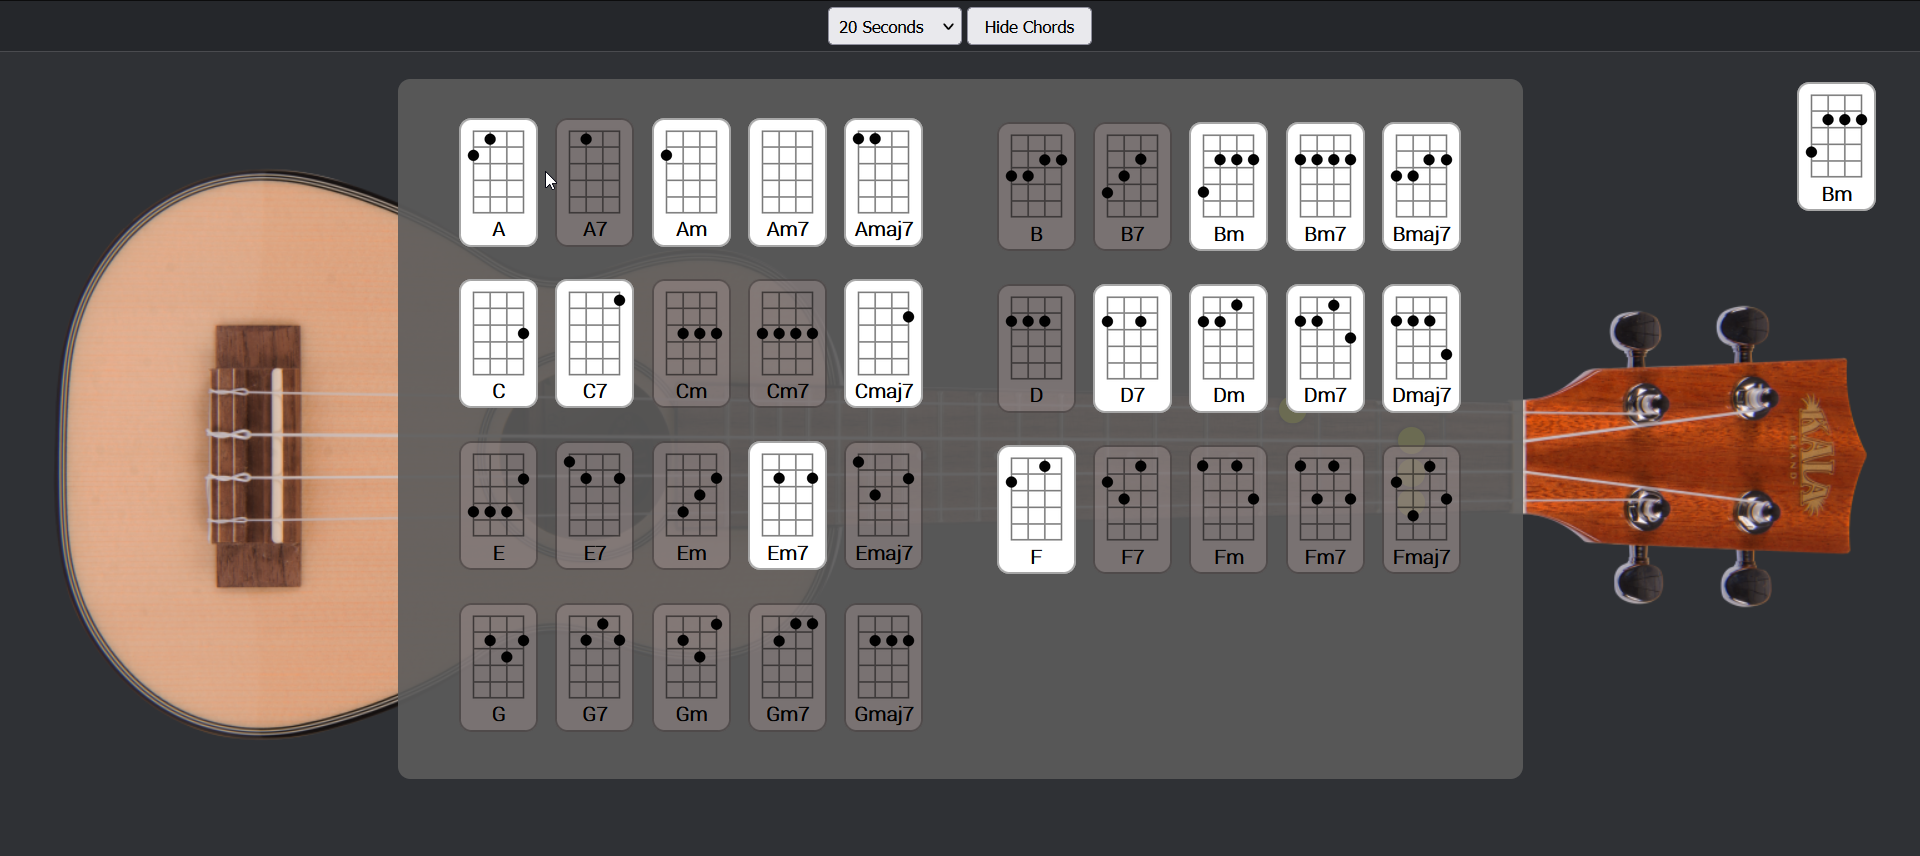 20 Seconds
Hide Chords
A A7 Am Am7 Amaj7
B B7 Bm Bm7 Bmaj7
Bm
C C7 Cm Cm7 Cmaj7
D D7 Dm Dm7 Dmaj7
E E7 Em Em7 Emaj7
F F7 Fm Fm7 Fmaj7
G G7 Gm Gm7 Gmaj7
KALA
BRAND